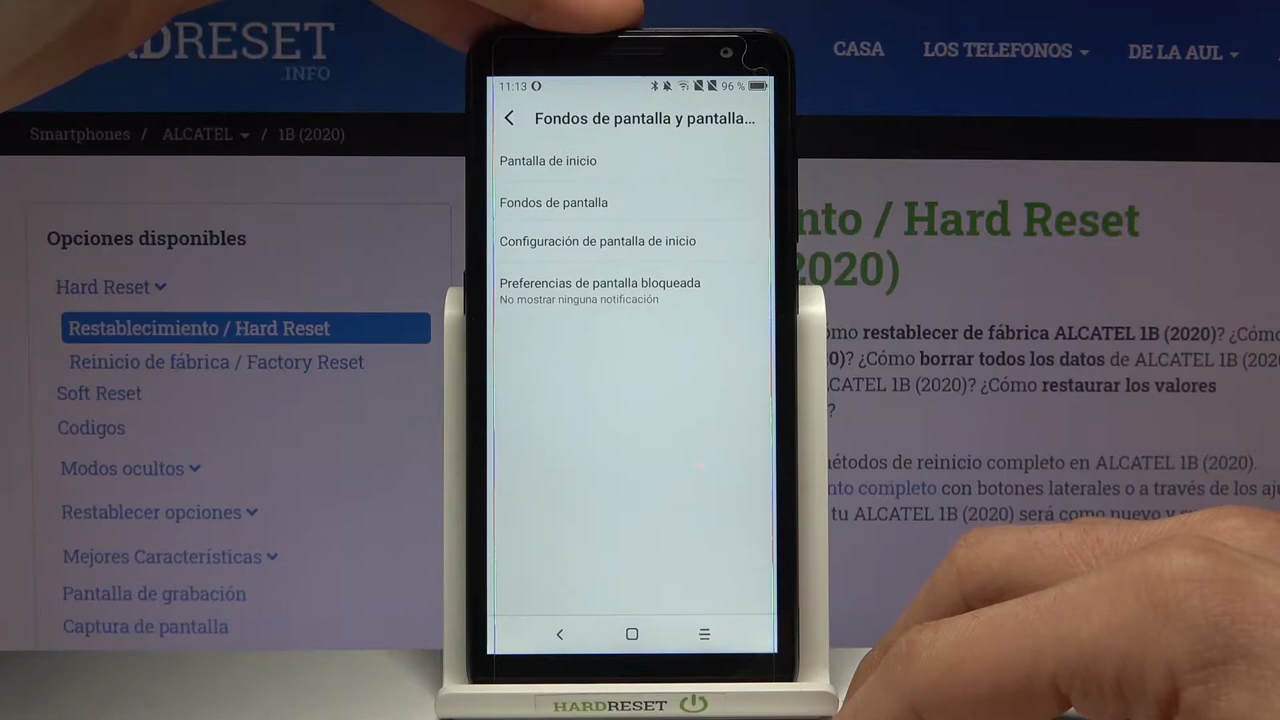 DRESET
.INFO
CASA
LOS TELEFONOS
DE LA AUL
Smartphones / ALCATEL / 1B (2020)
Opciones disponibles
Hard Reset
Restablecimiento / Hard Reset
Reinicio de fábrica / Factory Reset
Soft Reset
Codigos
Modos ocultos
Restablecer opciones
Mejores Características
Pantalla de grabación
Captura de pantalla
11:13
96 %
Fondos de pantalla y pantalla...
Pantalla de inicio
Fondos de pantalla
Configuración de pantalla de inicio
Preferencias de pantalla bloqueada
No mostrar ninguna notificación
nto / Hard Reset
2020)
ómo restablecer de fábrica ALCATEL 1B (2020)? ¿Cómo
0)? ¿Cómo borrar todos los datos de ALCATEL 1B (202
LCATEL 1B (2020)? ¿Cómo restaurar los valores
?
étodos de reinicio completo en ALCATEL 1B (2020).
nto completo con botones laterales o a través de los aj
tu ALCATEL 1B (2020) será como nuevo y
HARDRESET